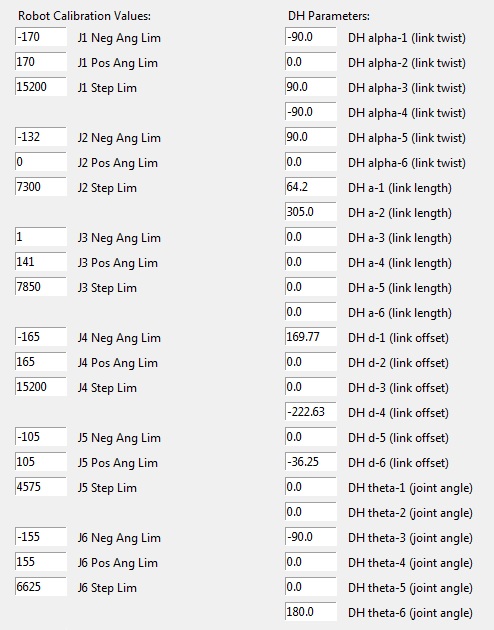 Robot Calibration Values:
-170 J1 Neg Ang Lim
170 J1 Pos Ang Lim
15200 J1 Step Lim
-132 J2 Neg Ang Lim
0 J2 Pos Ang Lim
7300 J2 Step Lim
1 J3 Neg Ang Lim
141 J3 Pos Ang Lim
7850 J3 Step Lim
-165 J4 Neg Ang Lim
165 J4 Pos Ang Lim
15200 J4 Step Lim
-105 J5 Neg Ang Lim
105 J5 Pos Ang Lim
4575 J5 Step Lim
-155 J6 Neg Ang Lim
155 J6 Pos Ang Lim
6625 J6 Step Lim
DH Parameters:
-90.0 DH alpha-1 (link twist)
0.0 DH alpha-2 (link twist)
90.0 DH alpha-3 (link twist)
-90.0 DH alpha-4 (link twist)
90.0 DH alpha-5 (link twist)
0.0 DH alpha-6 (link twist)
64.2 DH a-1 (link length)
305.0 DH a-2 (link length)
0.0 DH a-3 (link length)
0.0 DH a-4 (link length)
0.0 DH a-5 (link length)
0.0 DH a-6 (link length)
169.77 DH d-1 (link offset)
0.0 DH d-2 (link offset)
0.0 DH d-3 (link offset)
-222.63 DH d-4 (link offset)
0.0 DH d-5 (link offset)
-36.25 DH d-6 (link offset)
0.0 DH theta-1 (joint angle)
0.0 DH theta-2 (joint angle)
-90.0 DH theta-3 (joint angle)
0.0 DH theta-4 (joint angle)
0.0 DH theta-5 (joint angle)
180.0 DH theta-6 (joint angle)